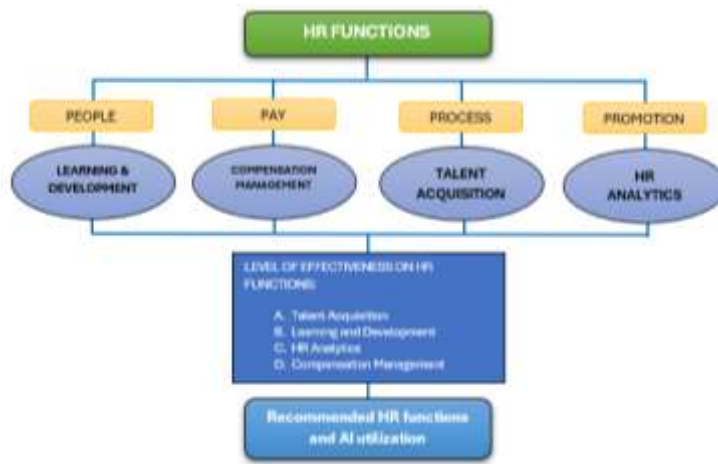 HR FUNCTIONS
PEOPLE
PAY
PROCESS
PROMOTION
LEARNING &
DEVELOPMENT
COMPENSATION
MANAGEMENT
TALENT
ACQUISITION
HR
ANALYTICS
LEVEL OF EFFECTIVENESS ON HR
FUNCTIONS:
A. Talent Acquisition
B. Learning and Development
C. HR Analytics
D. Compensation Management
Recommended HR functions
and AI utilization